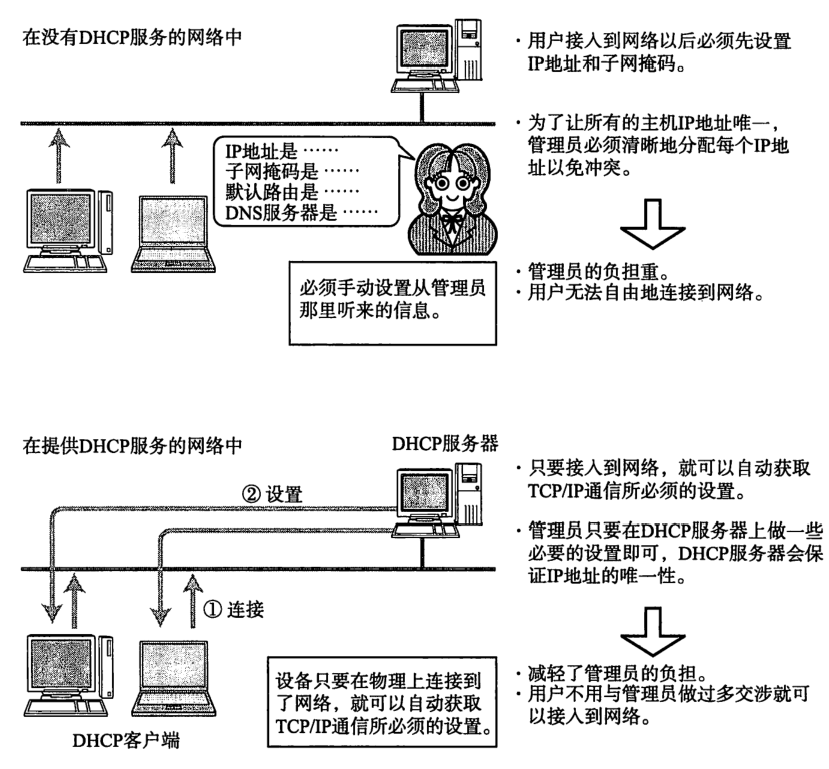 在没有DHCP服务的网络中
·用户接入到网络以后必须先设置
IP地址和子网掩码。
·为了让所有的主机IP地址唯一，
管理员必须清晰地分配每个IP地
址以免冲突。
IP地址是……
子网掩码是……
默认路由是……
DNS服务器是……
必须手动设置从管理员
那里听来的信息。
·管理员的负担重。
·用户无法自由地连接到网络。
在提供DHCP服务的网络中
DHCP服务器
② 设置
① 连接
·只要接入到网络，就可以自动获取
TCP/IP通信所必须的设置。
·管理员只要在DHCP服务器上做一些
必要的设置即可，DHCP服务器会保
证IP地址的唯一性。
设备只要在物理上连接到
了网络，就可以自动获取
TCP/IP通信所必须的设置。
·减轻了管理员的负担。
·用户不用与管理员做过多交涉就可
以接入到网络。
DHCP客户端